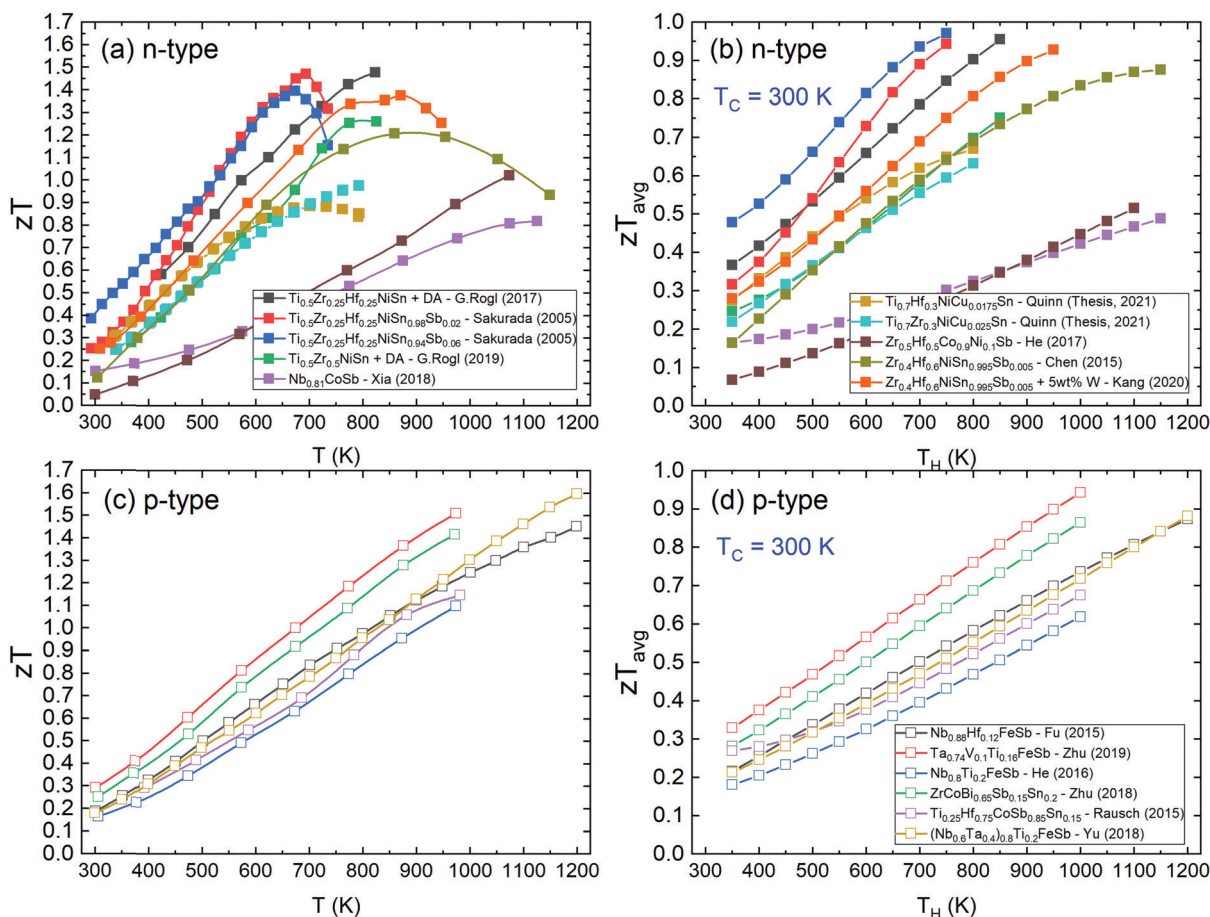 (a) n-type
zT
1.7
1.6
1.5
1.4
1.3
1.2
1.1
1.0
0.9
0.8
0.7
0.6
0.5
0.4
0.3
0.2
0.1
0.0
Ti0.5Zr0.25Hf0.25NiSn + DA - G.Rogl (2017)
Ti0.5Zr0.25Hf0.25NiSn0.98Sb0.02 - Sakurada (2005)
Ti0.5Zr0.25Hf0.25NiSn0.94Sb0.06 - Sakurada (2005)
Ti0.5Zr0.5NiSn + DA - G.Rogl (2019)
Nb0.81CoSb - Xia (2018)
300 400 500 600 700 800 900 1000 1100 1200
T (K)
(b) n-type
TC = 300 K
zTavg
1.0
0.9
0.8
0.7
0.6
0.5
0.4
0.3
0.2
0.1
0.0
Ti0.7Hf0.3NiCu0.0175Sn - Quinn (Thesis, 2021)
Ti0.7Zr0.3NiCu0.025Sn - Quinn (Thesis, 2021)
Zr0.5Hf0.5Co0.9Ni0.1Sb - He (2017)
Zr0.4Hf0.6NiSn0.995Sb0.005 - Chen (2015)
Zr0.4Hf0.6NiSn0.995Sb0.005 + 5wt% W - Kang (2020)
300 400 500 600 700 800 900 1000 1100 1200
TH (K)
(c) p-type
zT
1.7
1.6
1.5
1.4
1.3
1.2
1.1
1.0
0.9
0.8
0.7
0.6
0.5
0.4
0.3
0.2
0.1
0.0
300 400 500 600 700 800 900 1000 1100 1200
T (K)
(d) p-type
TC = 300 K
zTavg
1.0
0.9
0.8
0.7
0.6
0.5
0.4
0.3
0.2
0.1
0.0
Nb0.88Hf0.12FeSb - Fu (2015)
Ta0.74V0.1Ti0.16FeSb - Zhu (2019)
Nb0.8Ti0.2FeSb - He (2016)
ZrCoBi0.65Sb0.15Sn0.2 - Zhu (2018)
Ti0.25Hf0.75CoSb0.85Sn0.15 - Rausch (2015)
(Nb0.6Ta0.4)0.8Ti0.2FeSb - Yu (2018)
300 400 500 600 700 800 900 1000 1100 1200
TH (K)